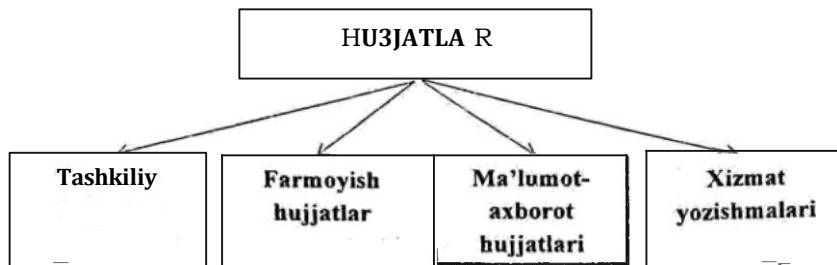 HU3JATLA R
Tashkiliy
Farmoyish
hujjatlar
Ma'lumot-
axborot
hujjatlari
Xizmat
yozishmalari